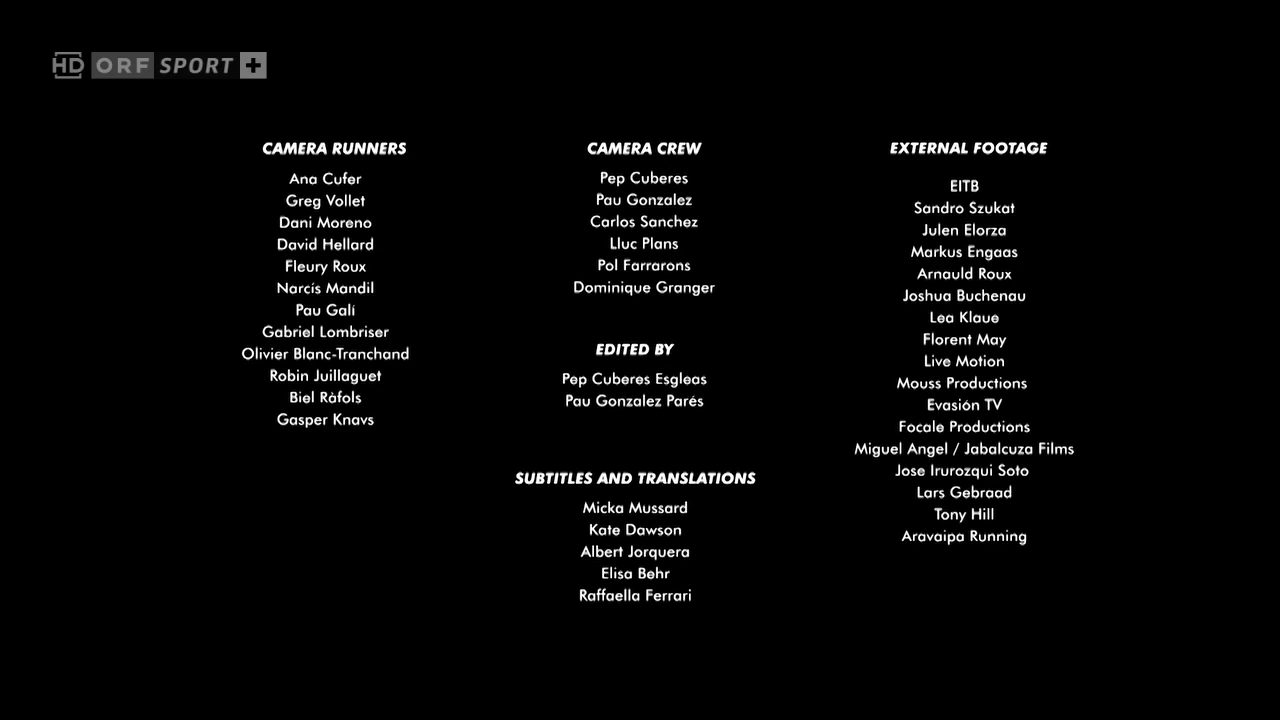 HD ORF SPORT +
CAMERA RUNNERS
Ana Cufer
Greg Vollet
Dani Moreno
David Hellard
Fleury Roux
Narcís Mandil
Pau Galí
Gabriel Lombriser
Olivier Blanc-Tranchand
Robin Juillaguet
Biel Ràfols
Gasper Knavs
CAMERA CREW
Pep Cuberes
Pau Gonzalez
Carlos Sanchez
Lluc Plans
Pol Farrarons
Dominique Granger
EDITED BY
Pep Cuberes Esgleas
Pau Gonzalez Parés
SUBTITLES AND TRANSLATIONS
Micka Mussard
Kate Dawson
Albert Jorquera
Elisa Behr
Raffaella Ferrari
EXTERNAL FOOTAGE
EITB
Sandro Szukat
Julen Elorza
Markus Engaas
Arnauld Roux
Joshua Buchenau
Lea Klaue
Florent May
Live Motion
Mouss Productions
Evasión TV
Focale Productions
Miguel Angel / Jabalcuza Films
Jose Irurozqui Soto
Lars Gebraad
Tony Hill
Aravaipa Running